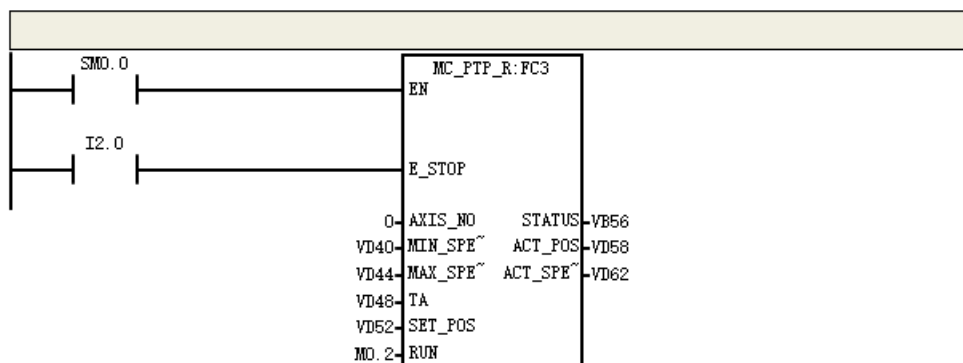 SM0.0
MC_PTP_R:FC3
EN
I2.0
E_STOP
0 AXIS_NO STATUS VB56
VD40 MIN_SPE~ ACT_POS VD58
VD44 MAX_SPE~ ACT_SPE~ VD62
VD48 TA
VD52 SET_POS
M0.2 RUN